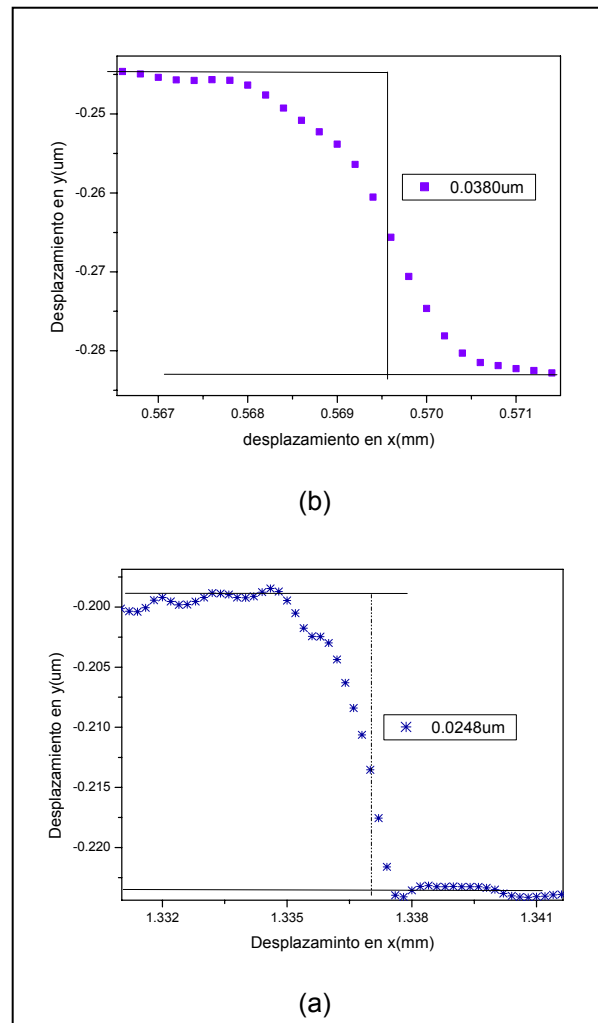 -0.25
-0.26
-0.27
-0.28
0.567 0.568 0.569 0.570 0.571
Desplazamiento en y(um)
0.0380um
desplazamiento en x(mm)
(b)
-0.200
-0.205
-0.210
-0.215
-0.220
1.332 1.335 1.338 1.341
Desplazamiento en y(um)
0.0248um
Desplazaminto en x(mm)
(a)